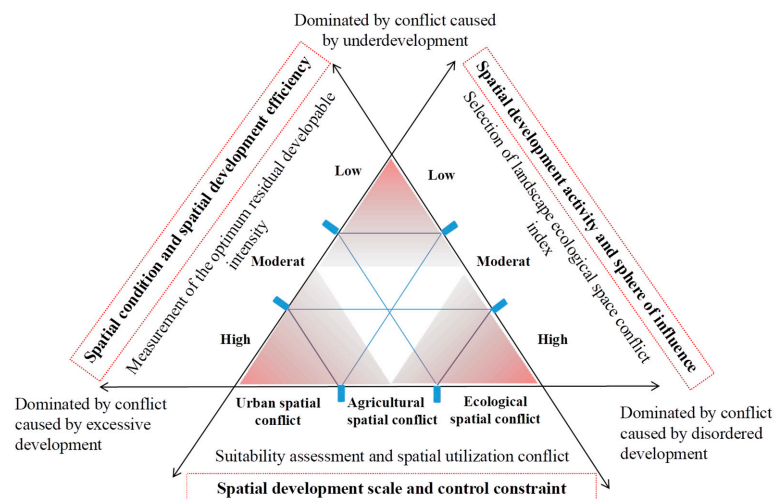 Dominated by conflict caused
by underdevelopment
Spatial condition and spatial development efficiency
Measurement of the optimum residual developable
intensity
Spatial development activity and sphere of influence
Selection of landscape ecological space conflict
index
Low
Low
Moderat
Moderat
High
High
Dominated by conflict
caused by excessive
development
Urban spatial
conflict
Agricultural
spatial conflict
Ecological
spatial conflict
Dominated by conflict
caused by disordered
development
Suitability assessment and spatial utilization conflict
Spatial development scale and control constraint